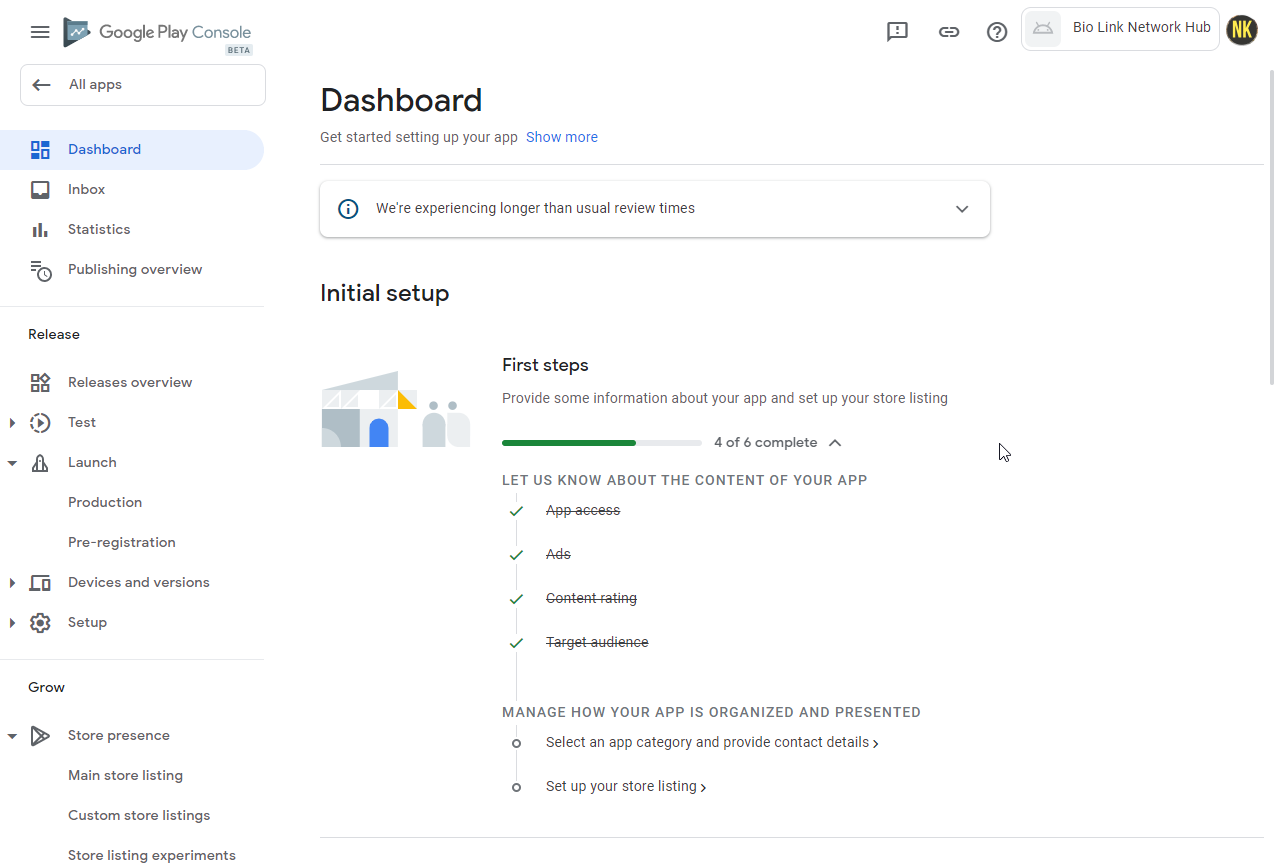 Google Play Console
BETA
Bio Link Network Hub
NK
All apps
Dashboard
Inbox
Statistics
Publishing overview
Release
Releases overview
Test
Launch
Production
Pre-registration
Devices and versions
Setup
Grow
Store presence
Main store listing
Custom store listings
Store listing experiments
Dashboard
Get started setting up your app Show more
We're experiencing longer than usual review times
Initial setup
First steps
Provide some information about your app and set up your store listing
4 of 6 complete
LET US KNOW ABOUT THE CONTENT OF YOUR APP
App access
Ads
Content rating
Target audience
MANAGE HOW YOUR APP IS ORGANIZED AND PRESENTED
Select an app category and provide contact details
Set up your store listing